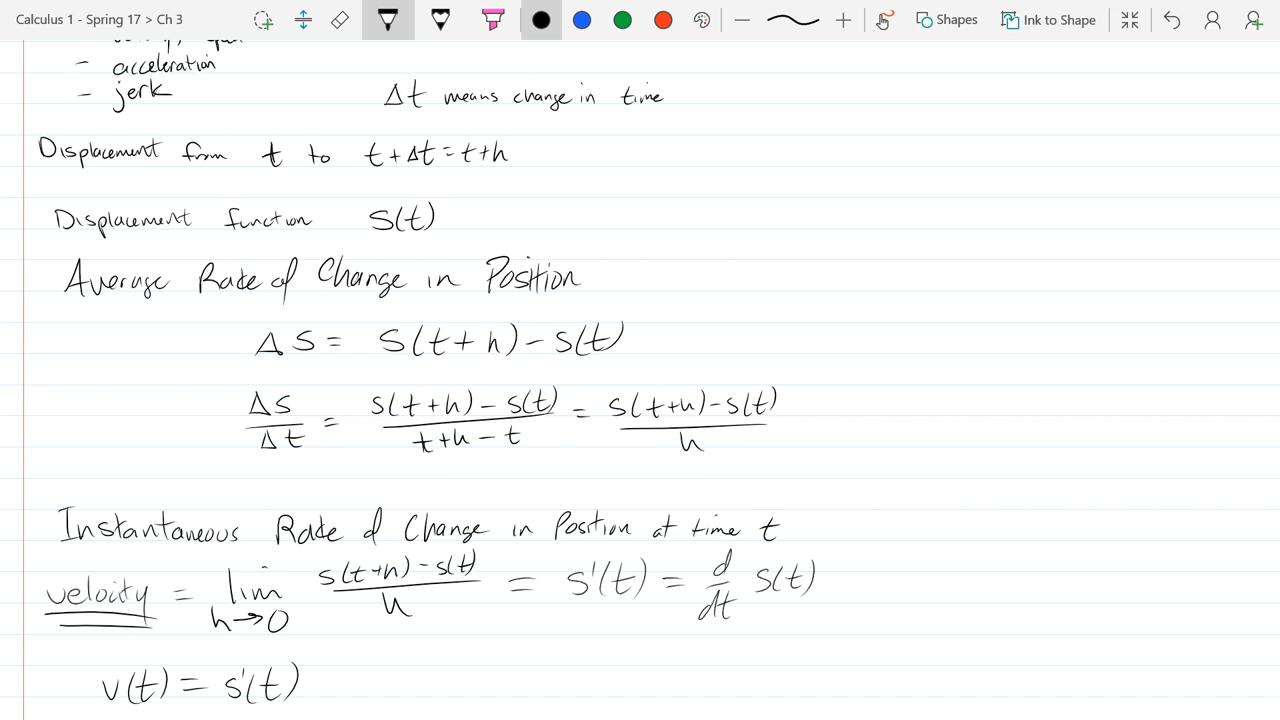 Calculus 1 - Spring 17 > Ch 3
Shapes
Ink to Shape
- acceleration
- jerk
Δt means change in time
Displacement from t to t+Δt=t+h
Displacement function S(t)
Average Rate of Change in Position
ΔS = S(t+h)-s(t)
Δs/Δt = s(t+h)-s(t)/t+h-t = s(t+h)-s(t)/h
Instantaneous Rate of Change in Position at time t
velocity = lim h→0 s(t+h)-s(t)/h = s'(t) = d/dt s(t)
v(t) = s'(t)